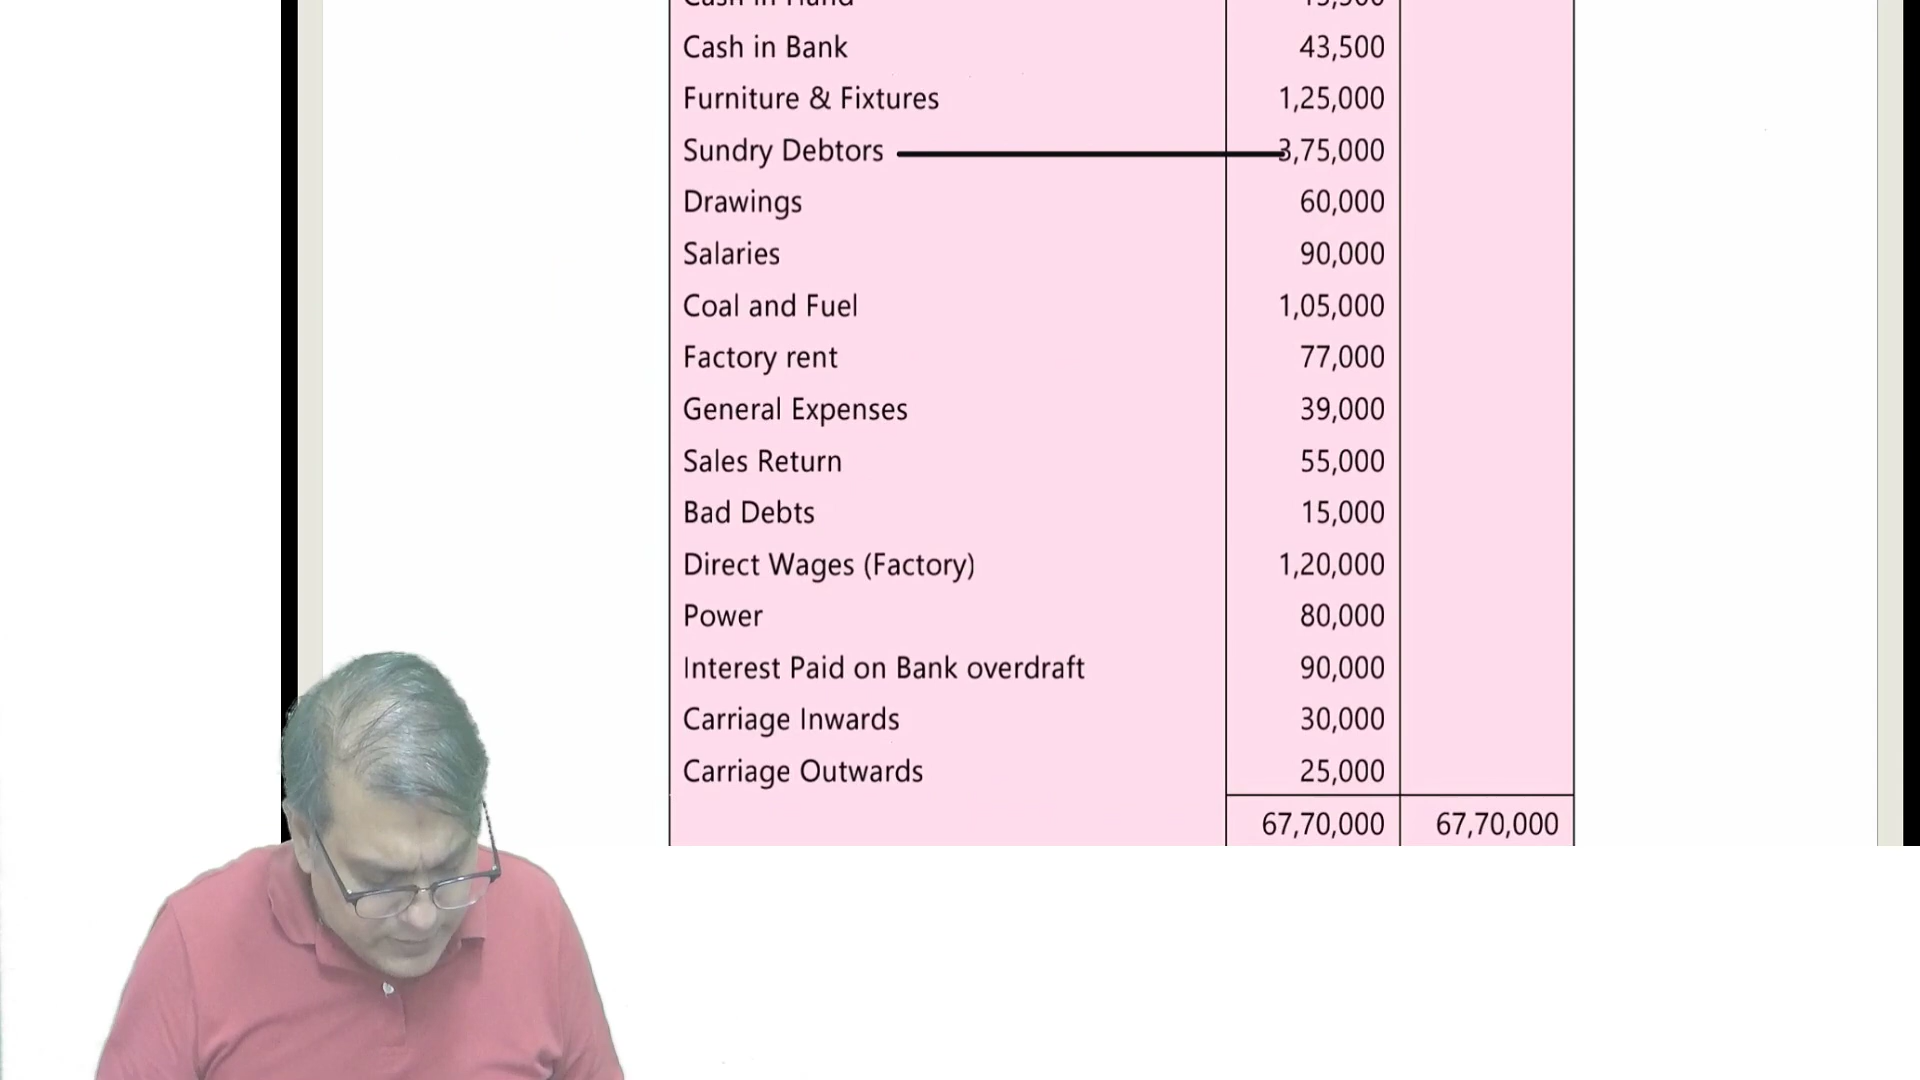 Cash in Hand
Cash in Bank 43,500
Furniture & Fixtures 1,25,000
Sundry Debtors 3,75,000
Drawings 60,000
Salaries 90,000
Coal and Fuel 1,05,000
Factory rent 77,000
General Expenses 39,000
Sales Return 55,000
Bad Debts 15,000
Direct Wages (Factory) 1,20,000
Power 80,000
Interest Paid on Bank overdraft 90,000
Carriage Inwards 30,000
Carriage Outwards 25,000
67,70,000 67,70,000